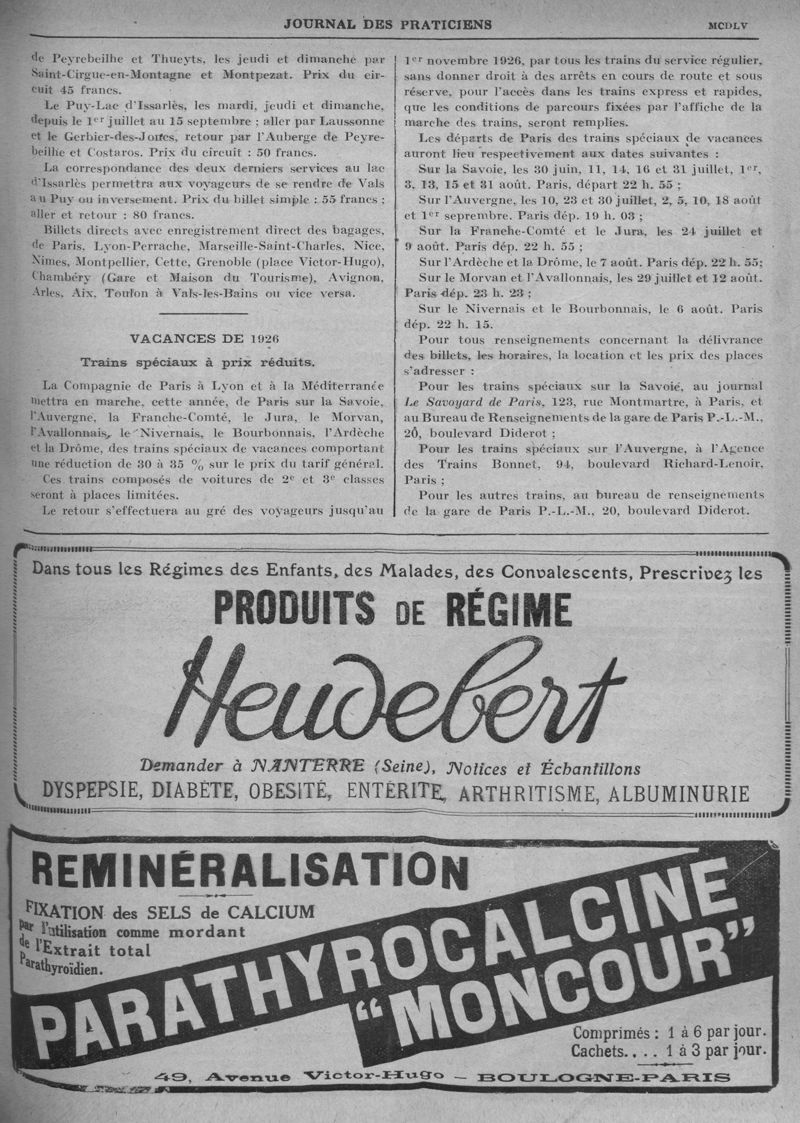 JOURNAL DES PRATICIENS
MCDLV
de Peyrebeilhe et Thueyts, les jeudi et dimanche par
Saint-Cirgue-en-Montagne et Montpezat. Prix du cir-
cuit 45 francs.
Le Puy-Lac d'Issarlès, les mardi, jeudi et dimanche,
depuis le 1er juillet au 15 septembre ; aller par Laussonne
et le Gerbier-des-Joncs, retour par l'Auberge de Peyre-
beilhe et Costaros. Prix du circuit : 50 francs.
La correspondance des deux derniers services au lac
d'Issarlès permettra aux voyageurs de se rendre de Vals
au Puy ou inversement. Prix du billet simple : 55 francs ;
aller et retour : 80 francs.
Billets directs avec enregistrement direct des bagages,
de Paris, Lyon-Perrache, Marseille-Saint-Charles, Nice,
Nimes, Montpellier, Cette, Grenoble (place Victor-Hugo),
Chambéry (Gare et Maison du Tourisme), Avignon,
Arles, Aix, Toulon à Vals-les-Bains ou vice versa.
VACANCES DE 1926
Trains spéciaux à prix réduits.
La Compagnie de Paris à Lyon et à la Méditerranée
mettra en marche, cette année, de Paris sur la Savoie,
l'Auvergne, la Franche-Comté, le Jura, le Morvan,
l'Avallonnais, le Nivernais, le Bourbonnais, l'Ardèche
et la Drôme, des trains spéciaux de vacances comportant
une réduction de 30 à 35 % sur le prix du tarif général.
Ces trains composés de voitures de 2e et 3e classes
seront à places limitées.
Le retour s'effectuera au gré des voyageurs jusqu'au
1er novembre 1926, par tous les trains du service régulier,
sans donner droit à des arrêts en cours de route et sous
réserve, pour l'accès dans les trains express et rapides,
que les conditions de parcours fixées par l'affiche de la
marche des trains, seront remplies.
Les départs de Paris des trains spéciaux de vacances
auront lieu respectivement aux dates suivantes :
Sur la Savoie, les 30 juin, 11, 14, 16 et 31 juillet, 1er,
3, 13, 15 et 31 août. Paris, départ 22 h. 55 ;
Sur l'Auvergne, les 10, 23 et 30 juillet, 2, 5, 10, 18 août
et 1er seprembre. Paris dép. 19 h. 03 ;
Sur la Franche-Comté et le Jura, les 24 juillet et
9 août. Paris dép. 22 h. 55 ;
Sur l'Ardèche et la Drôme, le 7 août. Paris dép. 22 h. 55;
Sur le Morvan et l'Avallonnais, les 29 juillet et 12 août.
Paris dép. 23 h. 23 ;
Sur le Nivernais et le Bourbonnais, le 6 août. Paris
dép. 22 h. 15.
Pour tous renseignements concernant la délivrance
des billets, les horaires, la location et les prix des places
s'adresser :
Pour les trains spéciaux sur la Savoie, au journal
Le Savoyard de Paris, 123, rue Montmartre, à Paris, et
au Bureau de Renseignements de la gare de Paris P.-L.-M.,
20, boulevard Diderot ;
Pour les trains spéciaux sur l'Auvergne, à l'Agence
des Trains Bonnet, 94, boulevard Richard-Lenoir,
Paris ;
Pour les autres trains, au bureau de renseignements
de la gare de Paris P.-L.-M., 20, boulevard Diderot.
Dans tous les Régimes des Enfants, des Malades, des Convalescents, Prescrivez les
PRODUITS DE RÉGIME
Heudebert
Demander à NANTERRE (Seine), Notices et Échantillons
DYSPEPSIE, DIABÈTE, OBESITÉ, ENTÉRITE, ARTHRITISME, ALBUMINURIE
REMINÉRALISATION
FIXATION des SELS de CALCIUM
par l'utilisation comme mordant
de l'Extrait total
Parathyroïdien.
PARATHYROCALCINE
"MONCOUR"
Comprimés : 1 à 6 par jour.
Cachets.... 1 à 3 par jour.
49, Avenue Victor-Hugo – BOULOGNE-PARIS